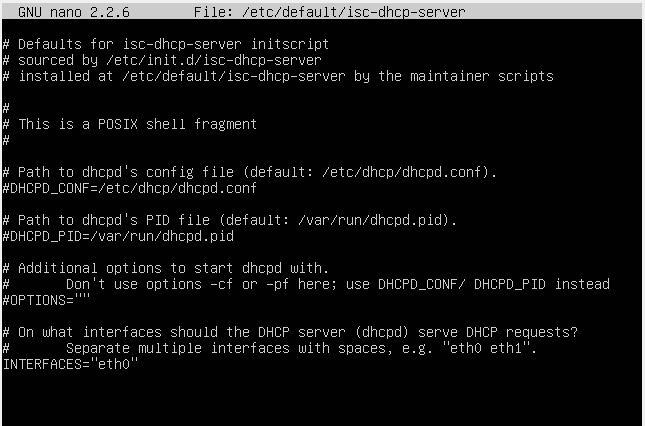 GNU nano 2.2.6 File: /etc/default/isc-dhcp-server
# Defaults for isc-dhcp-server initscript
# sourced by /etc/init.d/isc-dhcp-server
# installed at /etc/default/isc-dhcp-server by the maintainer scripts
#
# This is a POSIX shell fragment
#
# Path to dhcpd's config file (default: /etc/dhcp/dhcpd.conf).
#DHCPD_CONF=/etc/dhcp/dhcpd.conf
# Path to dhcpd's PID file (default: /var/run/dhcpd.pid).
#DHCPD_PID=/var/run/dhcpd.pid
# Additional options to start dhcpd with.
# Don't use options -cf or -pf here; use DHCPD_CONF/ DHCPD_PID instead
#OPTIONS=""
# On what interfaces should the DHCP server (dhcpd) serve DHCP requests?
# Separate multiple interfaces with spaces, e.g. "eth0 eth1".
INTERFACES="eth0"